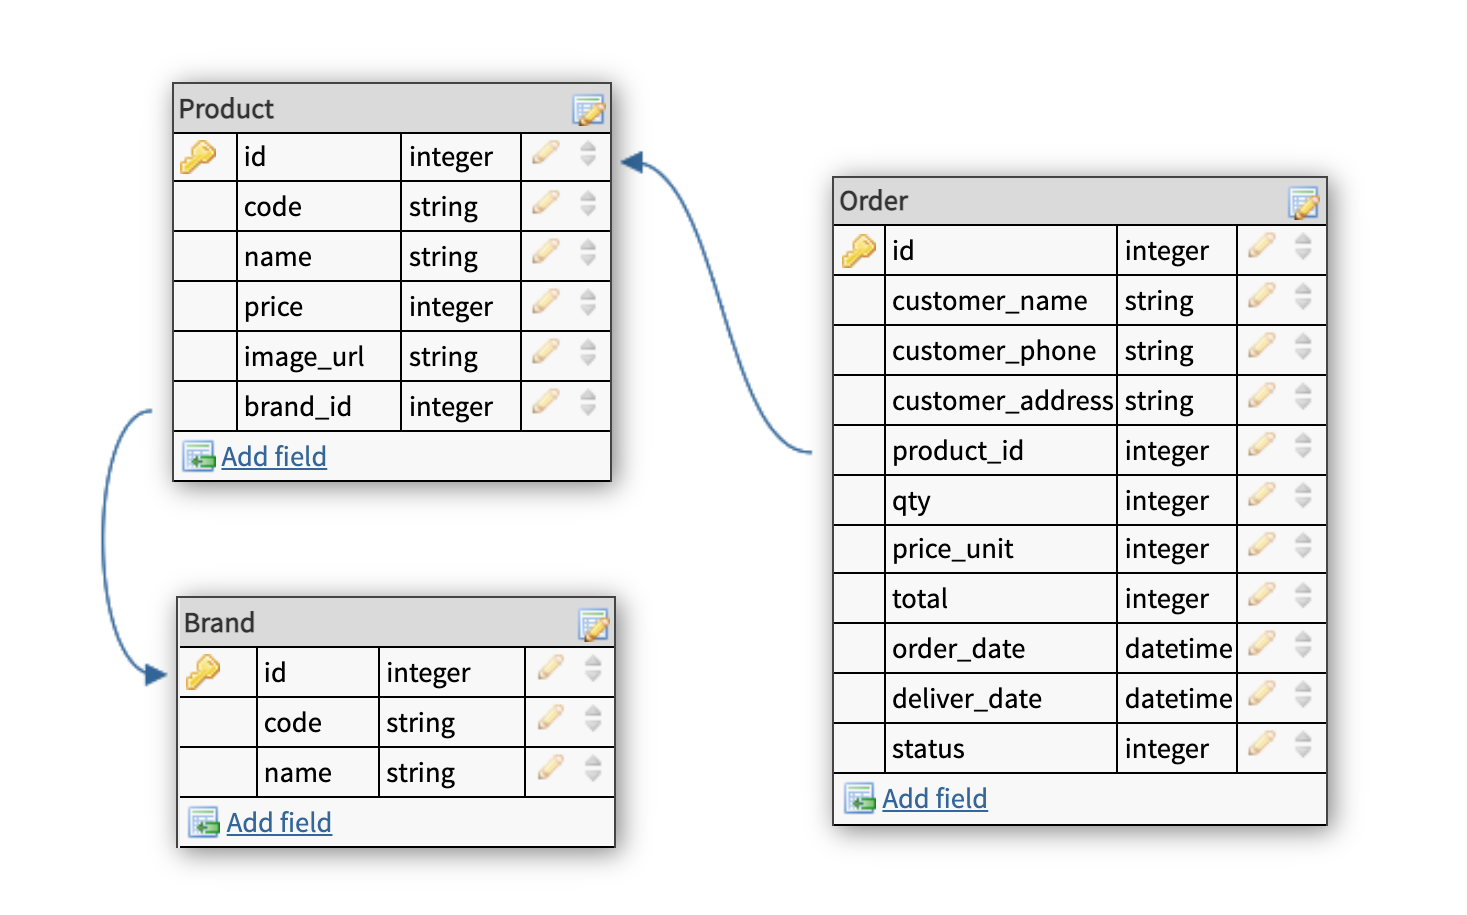 Product
id integer
code string
name string
price integer
image_url string
brand_id integer
Add field
Brand
id integer
code string
name string
Add field
Order
id integer
customer_name string
customer_phone string
customer_address string
product_id integer
qty integer
price_unit integer
total integer
order_date datetime
deliver_date datetime
status integer
Add field